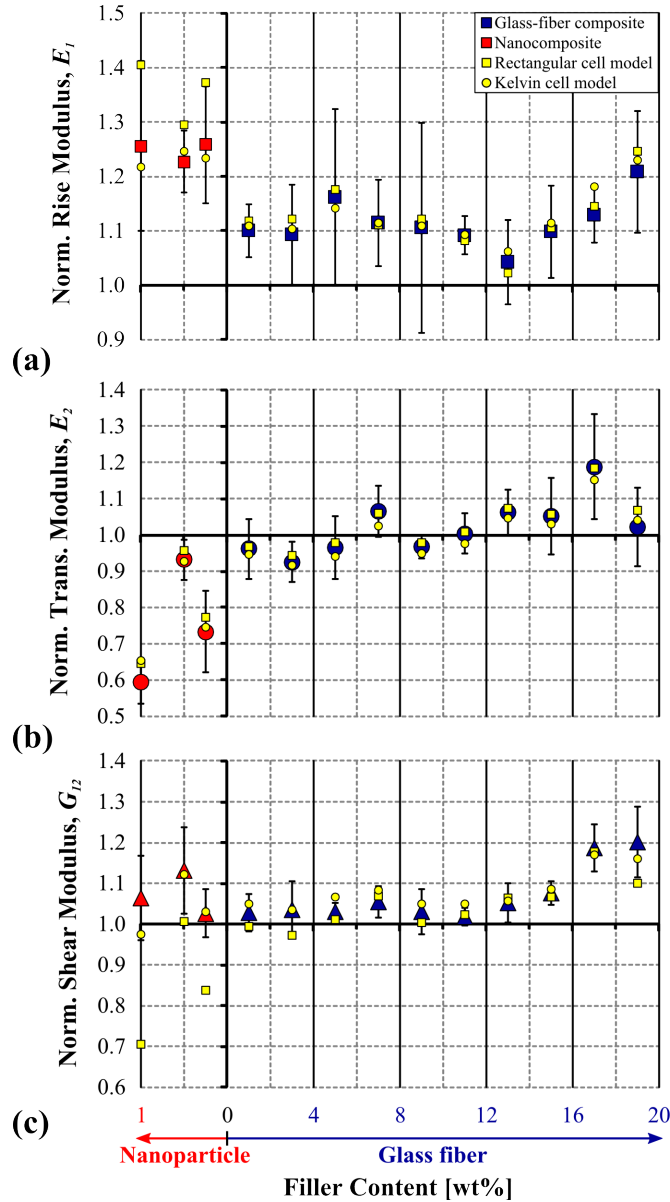 1.5
1.4
1.3
1.2
1.1
1.0
0.9
Norm. Rise Modulus, E1
Glass-fiber composite
Nanocomposite
Rectangular cell model
Kelvin cell model
(a)
1.4
1.3
1.2
1.1
1.0
0.9
0.8
0.7
0.6
0.5
Norm. Trans. Modulus, E2
(b)
1.4
1.3
1.2
1.1
1.0
0.9
0.8
0.7
0.6
Norm. Shear Modulus, G12
(c)
1 0 4 8 12 16 20
Nanoparticle Glass fiber
Filler Content [wt%]